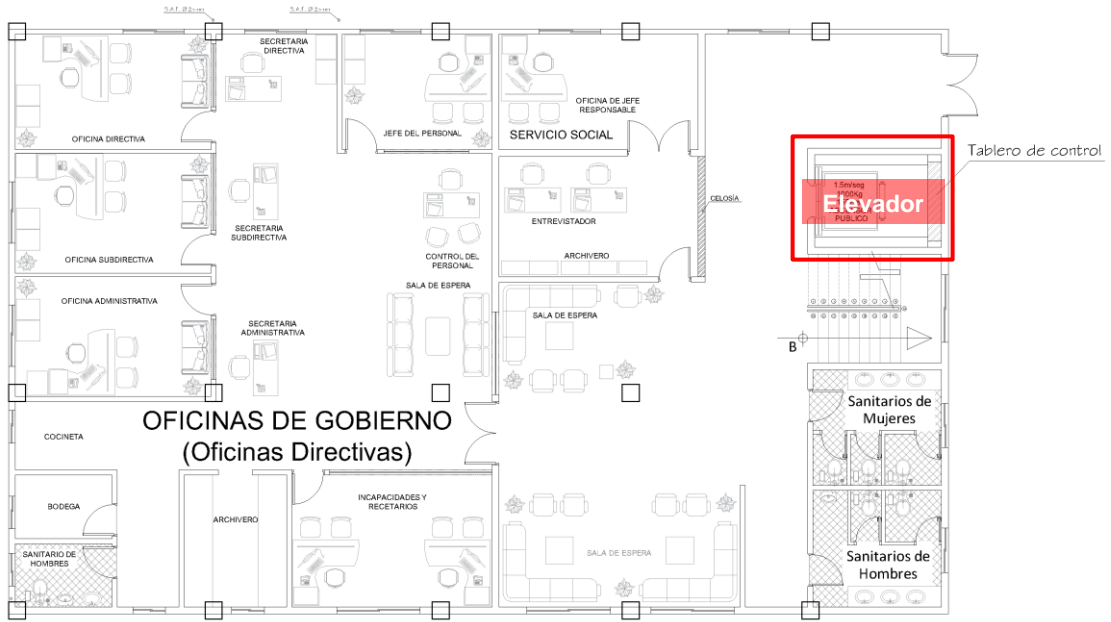 S.A.F. Ø 2
S.A.F. Ø 2
SECRETARIA
DIRECTIVA
OFICINA DIRECTIVA
JEFE DEL PERSONAL
OFICINA DE JEFE
RESPONSABLE
SERVICIO SOCIAL
Tablero de control
1.5m/seg
Elevador
PUBLICO
CELOSÍA
ENTREVISTADOR
SECRETARIA
SUBDIRECTIVA
OFICINA SUBDIRECTIVA
CONTROL DEL
PERSONAL
ARCHIVERO
SALA DE ESPERA
OFICINA ADMINISTRATIVA
SALA DE ESPERA
SECRETARIA
ADMINISTRATIVA
B
OFICINAS DE GOBIERNO
(Oficinas Directivas)
Sanitarios de
Mujeres
COCINETA
BODEGA
ARCHIVERO
INCAPACIDADES Y
RECETARIOS
SALA DE ESPERA
SANITARIO DE
HOMBRES
Sanitarios de
Hombres